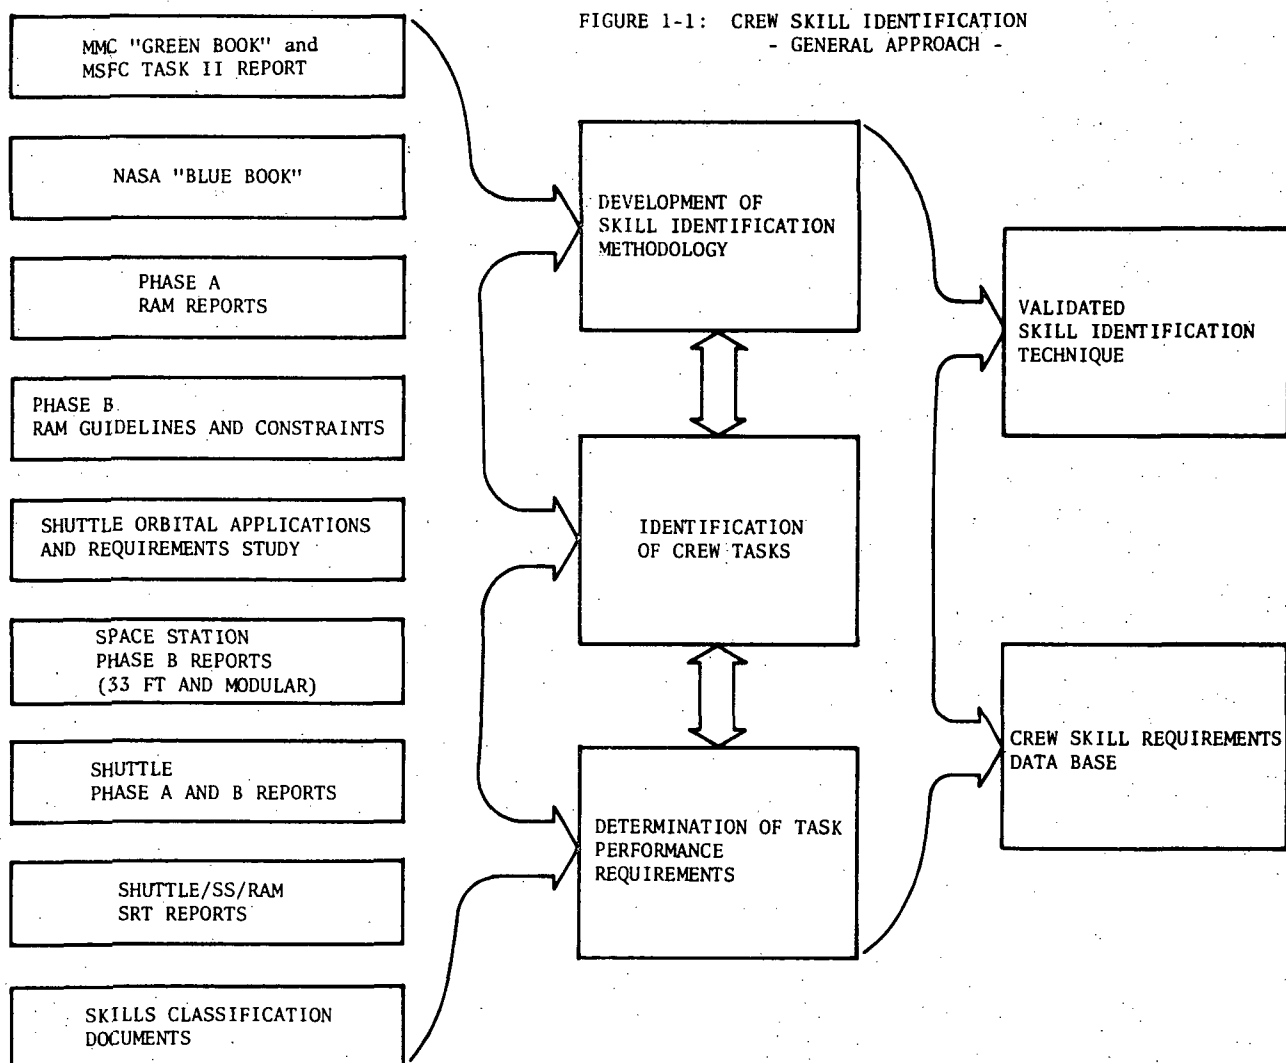 FIGURE 1-1: CREW SKILL IDENTIFICATION
- GENERAL APPROACH -
MMC "GREEN BOOK" and
MSFC TASK II REPORT
NASA "BLUE BOOK"
PHASE A
RAM REPORTS
PHASE B
RAM GUIDELINES AND CONSTRAINTS
SHUTTLE ORBITAL APPLICATIONS
AND REQUIREMENTS STUDY
SPACE STATION
PHASE B REPORTS
(33 FT AND MODULAR)
SHUTTLE
PHASE A AND B REPORTS
SHUTTLE/SS/RAM
SRT REPORTS
SKILLS CLASSIFICATION
DOCUMENTS
DEVELOPMENT OF
SKILL IDENTIFICATION
METHODOLOGY
IDENTIFICATION
OF CREW TASKS
DETERMINATION OF TASK
PERFORMANCE
REQUIREMENTS
VALIDATED
SKILL IDENTIFICATION
TECHNIQUE
CREW SKILL REQUIREMENTS
DATA BASE